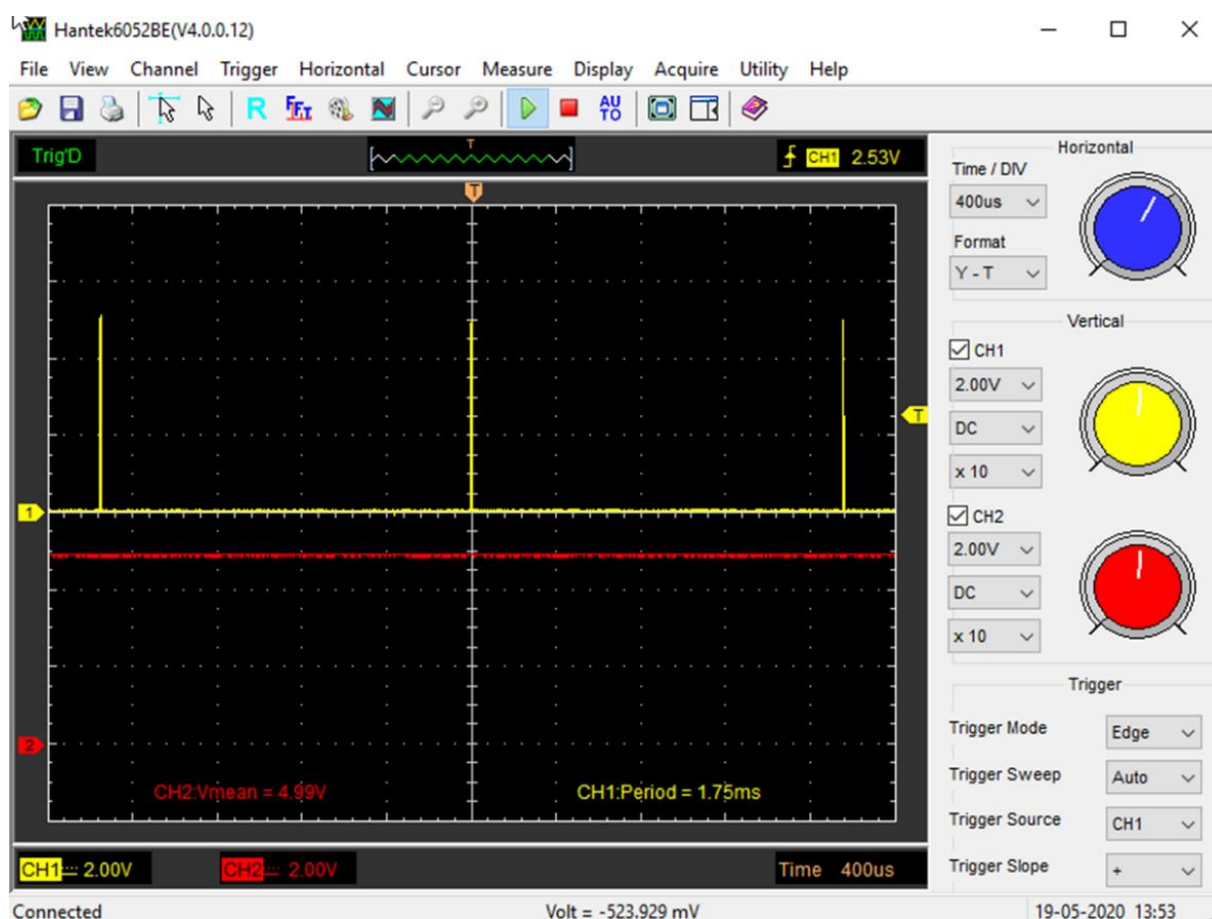 Hantek6052BE(V4.0.0.12)
File View Channel Trigger Horizontal Cursor Measure Display Acquire Utility Help
R FFT AUTO
Trig'D
T
CH1 2.53V
T
T
1
2
CH2:Vmean = 4.99V
CH1:Period = 1.75ms
CH1 2.00V
CH2 2.00V
Time 400us
Horizontal
Time / DIV
400us
Format
Y - T
Vertical
CH1
2.00V
DC
x 10
CH2
2.00V
DC
x 10
Trigger
Trigger Mode Edge
Trigger Sweep Auto
Trigger Source CH1
Trigger Slope +
Connected
Volt = -523.929 mV
19-05-2020 13:53